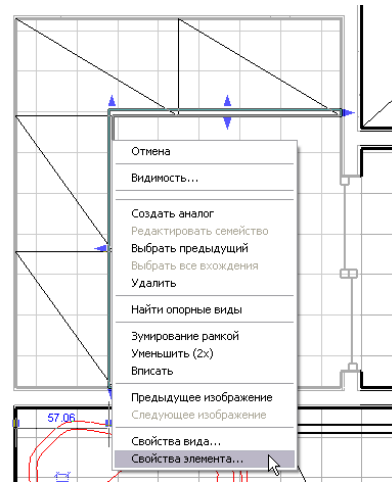 Отмена
Видимость...
Создать аналог
Редактировать семейство
Выбрать предыдущий
Выбрать все вхождения
Удалить
Найти опорные виды
Зумирование рамкой
Уменьшить (2x)
Вписать
Предыдущее изображение
Следующее изображение
57.06
Свойства вида...
Свойства элемента...